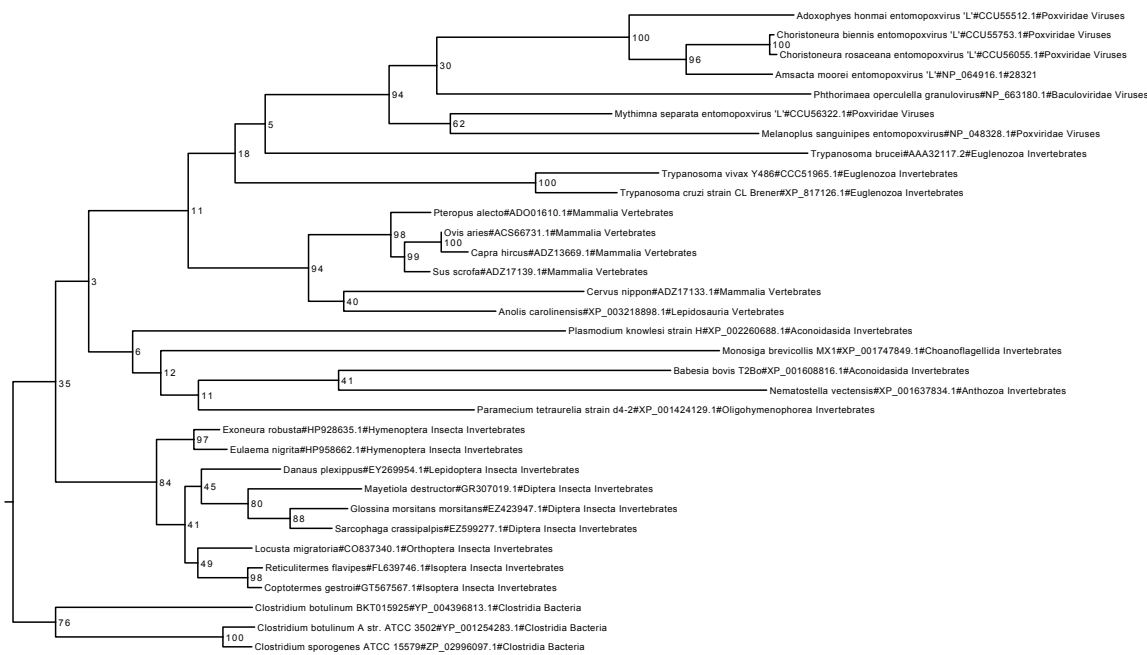 Adoxophyes honmai entomopoxvirus 'L'#CCU55512.1#Poxviridae Viruses
100
Choristoneura biennis entomopoxvirus 'L'#CCU55753.1#Poxviridae Viruses
100
96
Choristoneura rosaceana entomopoxvirus 'L'#CCU56055.1#Poxviridae Viruses
30
Amsacta moorei entomopoxvirus 'L'#NP_064916.1#28321
94
Phthorimaea operculella granulovirus#NP_663180.1#Baculoviridae Viruses
Mythimna separata entomopoxvirus 'L'#CCU56322.1#Poxviridae Viruses
5
62
Melanoplus sanguinipes entomopoxvirus#NP_048328.1#Poxviridae Viruses
18
Trypanosoma brucei#AAA32117.2#Euglenozoa Invertebrates
Trypanosoma vivax Y486#CCC51965.1#Euglenozoa Invertebrates
100
Trypanosoma cruzi strain CL Brener#XP_817126.1#Euglenozoa Invertebrates
11
Pteropus alecto#ADO01610.1#Mammalia Vertebrates
98
Ovis aries#ACS66731.1#Mammalia Vertebrates
100
99
Capra hircus#ADZ13669.1#Mammalia Vertebrates
94
Sus scrofa#ADZ17139.1#Mammalia Vertebrates
3
Cervus nippon#ADZ17133.1#Mammalia Vertebrates
40
Anolis carolinensis#XP_003218898.1#Lepidosauria Vertebrates
Plasmodium knowlesi strain H#XP_002260688.1#Aconoidasida Invertebrates
6
Monosiga brevicollis MX1#XP_001747849.1#Choanoflagellida Invertebrates
12
Babesia bovis T2Bo#XP_001608816.1#Aconoidasida Invertebrates
35
41
11
Nematostella vectensis#XP_001637834.1#Anthozoa Invertebrates
Paramecium tetraurelia strain d4-2#XP_001424129.1#Oligohymenophorea Invertebrates
Exoneura robusta#HP928635.1#Hymenoptera Insecta Invertebrates
97
Eulaema nigrita#HP958662.1#Hymenoptera Insecta Invertebrates
84
Danaus plexippus#EY269954.1#Lepidoptera Insecta Invertebrates
45
Mayetiola destructor#GR307019.1#Diptera Insecta Invertebrates
80
Glossina morsitans morsitans#EZ423947.1#Diptera Insecta Invertebrates
88
41
Sarcophaga crassipalpis#EZ599277.1#Diptera Insecta Invertebrates
Locusta migratoria#CO837340.1#Orthoptera Insecta Invertebrates
49
Reticulitermes flavipes#FL639746.1#Isoptera Insecta Invertebrates
98
Coptotermes gestroi#GT567567.1#Isoptera Insecta Invertebrates
Clostridium botulinum BKT015925#YP_004396813.1#Clostridia Bacteria
76
Clostridium botulinum A str. ATCC 3502#YP_001254283.1#Clostridia Bacteria
100
Clostridium sporogenes ATCC 15579#ZP_02996097.1#Clostridia Bacteria